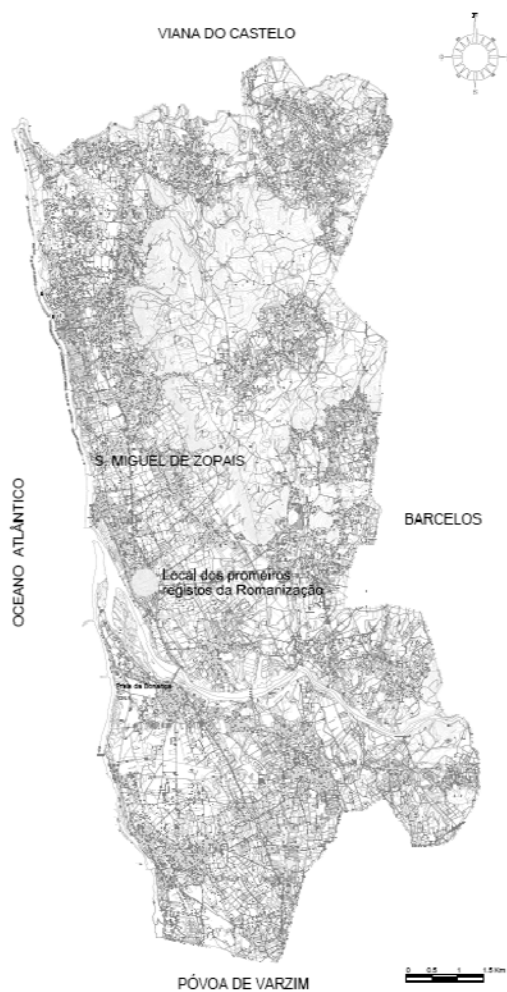 VIANA DO CASTELO
S
S. MIGUEL DE ZOPAIS
OCEANO ATLÂNTICO
BARCELOS
Local dos promeiros
registos da Romanização
PÓVOA DE VARZIM
0 0.5 1 1.5 Km